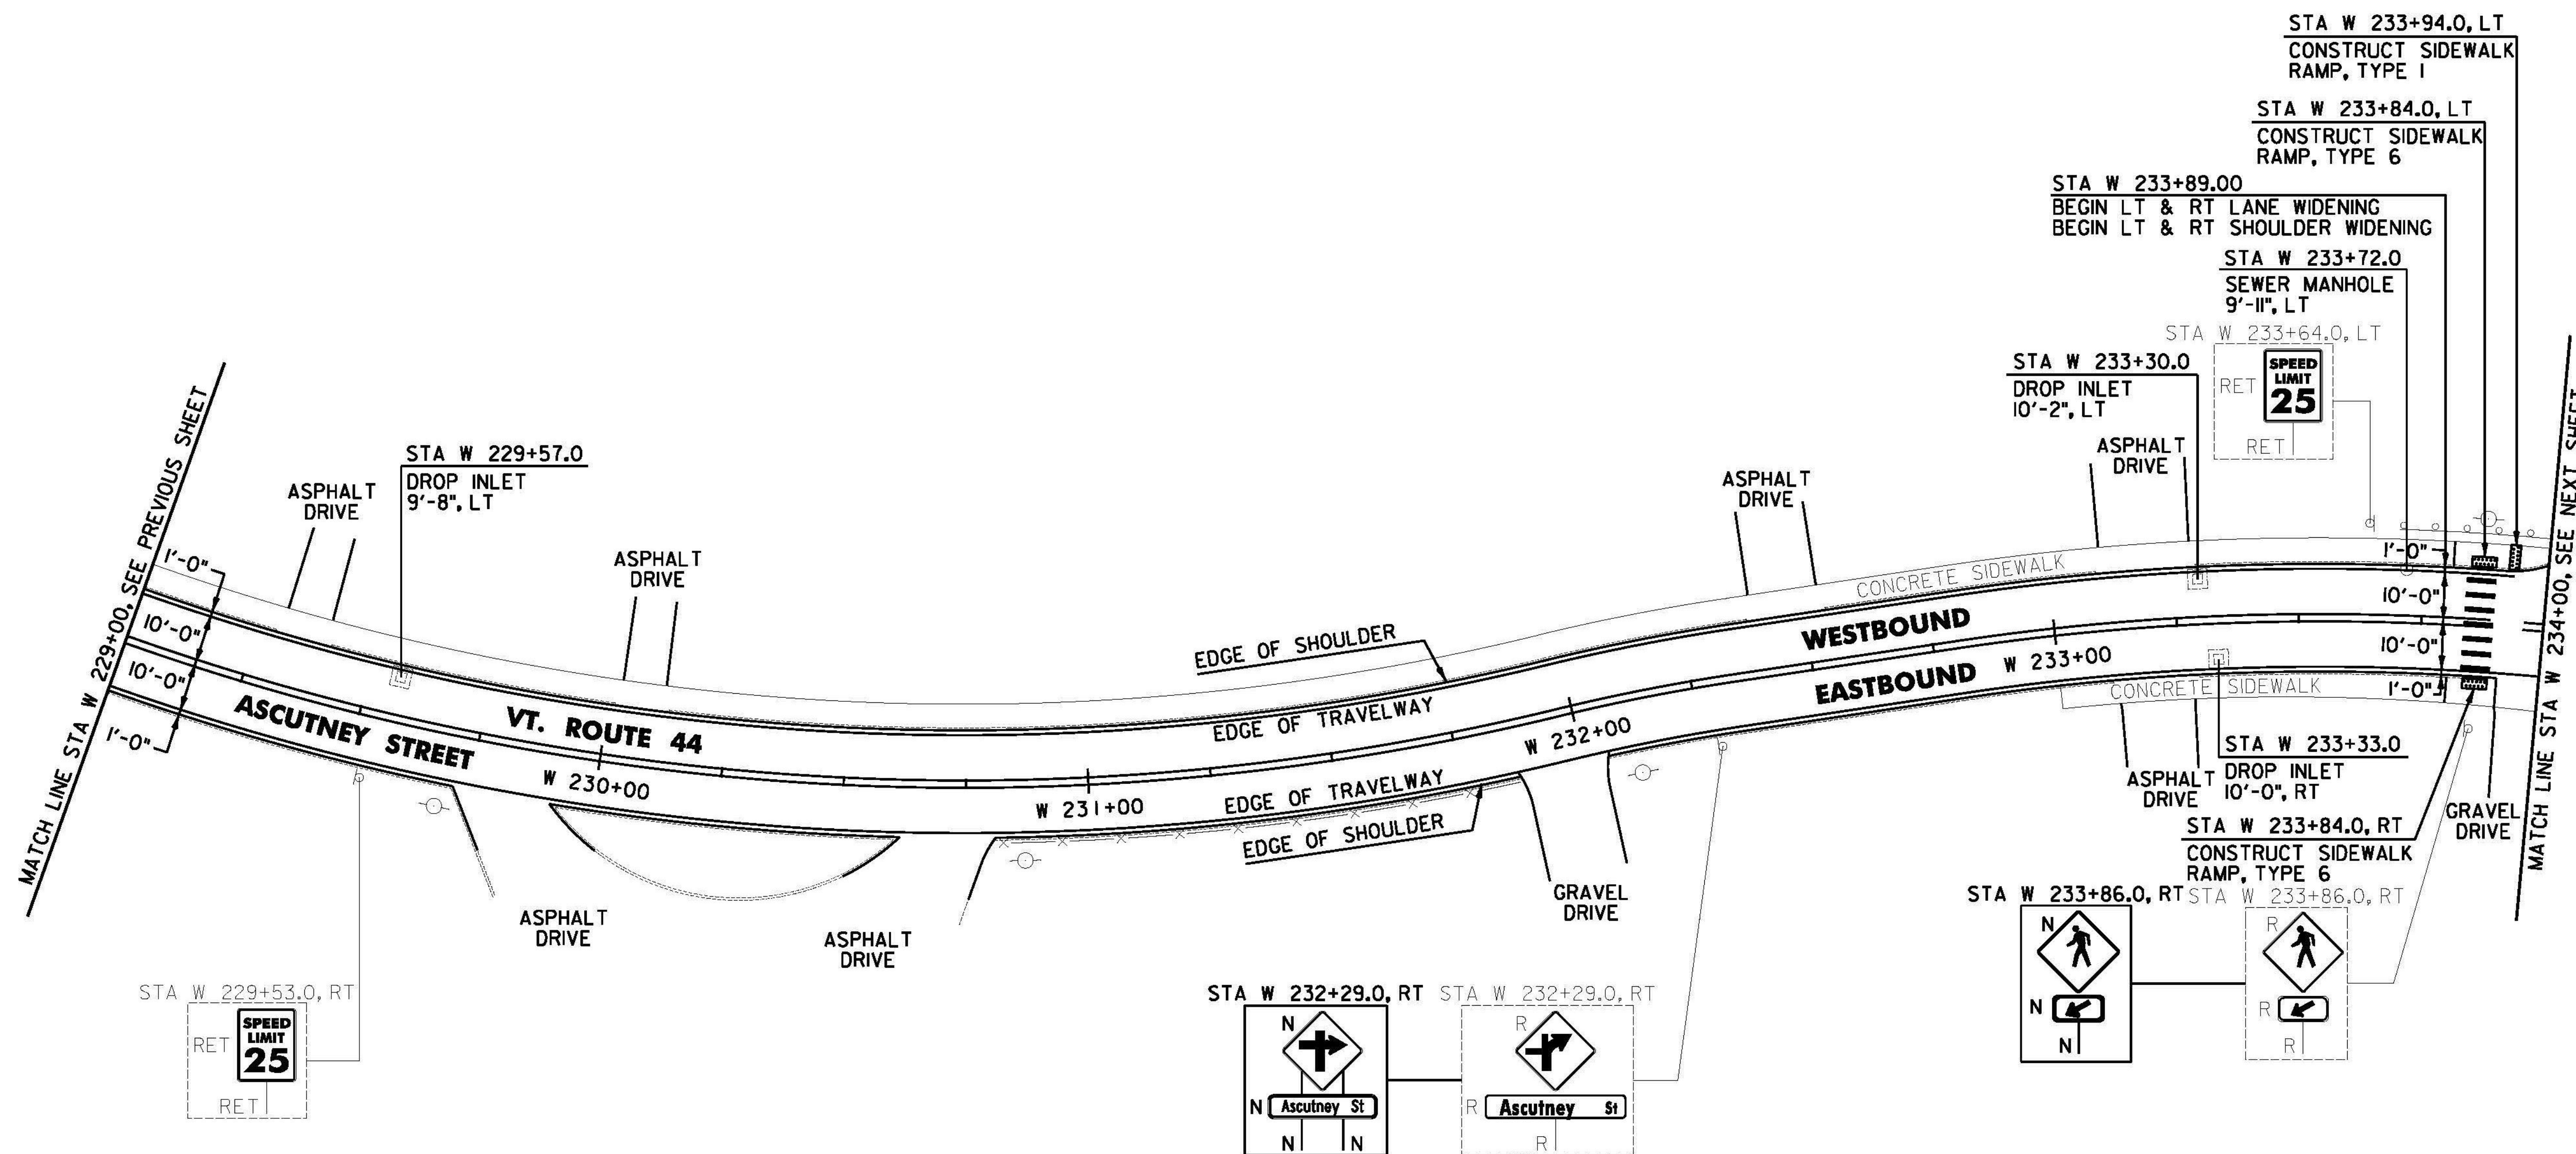 STA W 233+94.0, LT
CONSTRUCT SIDEWALK
RAMP, TYPE 1
STA W 233+84.0, LT
CONSTRUCT SIDEWALK
RAMP, TYPE 6
STA W 233+89.00
BEGIN LT & RT LANE WIDENING
BEGIN LT & RT SHOULDER WIDENING
STA W 233+72.0
SEWER MANHOLE
9'-11", LT
STA W 233+64.0, LT
SPEED
LIMIT
25
RET
RET
STA W 233+30.0
DROP INLET
10'-2", LT
ASPHALT
DRIVE
ASPHALT
DRIVE
STA W 229+57.0
DROP INLET
9'-8", LT
ASPHALT
DRIVE
ASPHALT
DRIVE
MATCH LINE STA W 229+00, SEE PREVIOUS SHEET
1'-0"
10'-0"
10'-0"
1'-0"
ASCUTNEY STREET
VT. ROUTE 44
W 230+00
W 231+00
EDGE OF SHOULDER
EDGE OF TRAVELWAY
EDGE OF TRAVELWAY
EDGE OF SHOULDER
W 232+00
CONCRETE SIDEWALK
WESTBOUND
EASTBOUND
W 233+00
CONCRETE SIDEWALK
1'-0"
10'-0"
10'-0"
1'-0"
MATCH LINE STA W 234+00, SEE NEXT SHEET
ASPHALT
DRIVE
STA W 233+33.0
DROP INLET
10'-0", RT
GRAVEL
DRIVE
STA W 233+84.0, RT
CONSTRUCT SIDEWALK
RAMP, TYPE 6
GRAVEL
DRIVE
ASPHALT
DRIVE
ASPHALT
DRIVE
STA W 233+86.0, RT
N
N
N
STA W 233+86.0, RT
R
R
R
STA W 229+53.0, RT
SPEED
LIMIT
25
RET
RET
STA W 232+29.0, RT
N
N
Ascutney St
N
N
STA W 232+29.0, RT
R
R
Ascutney St
R